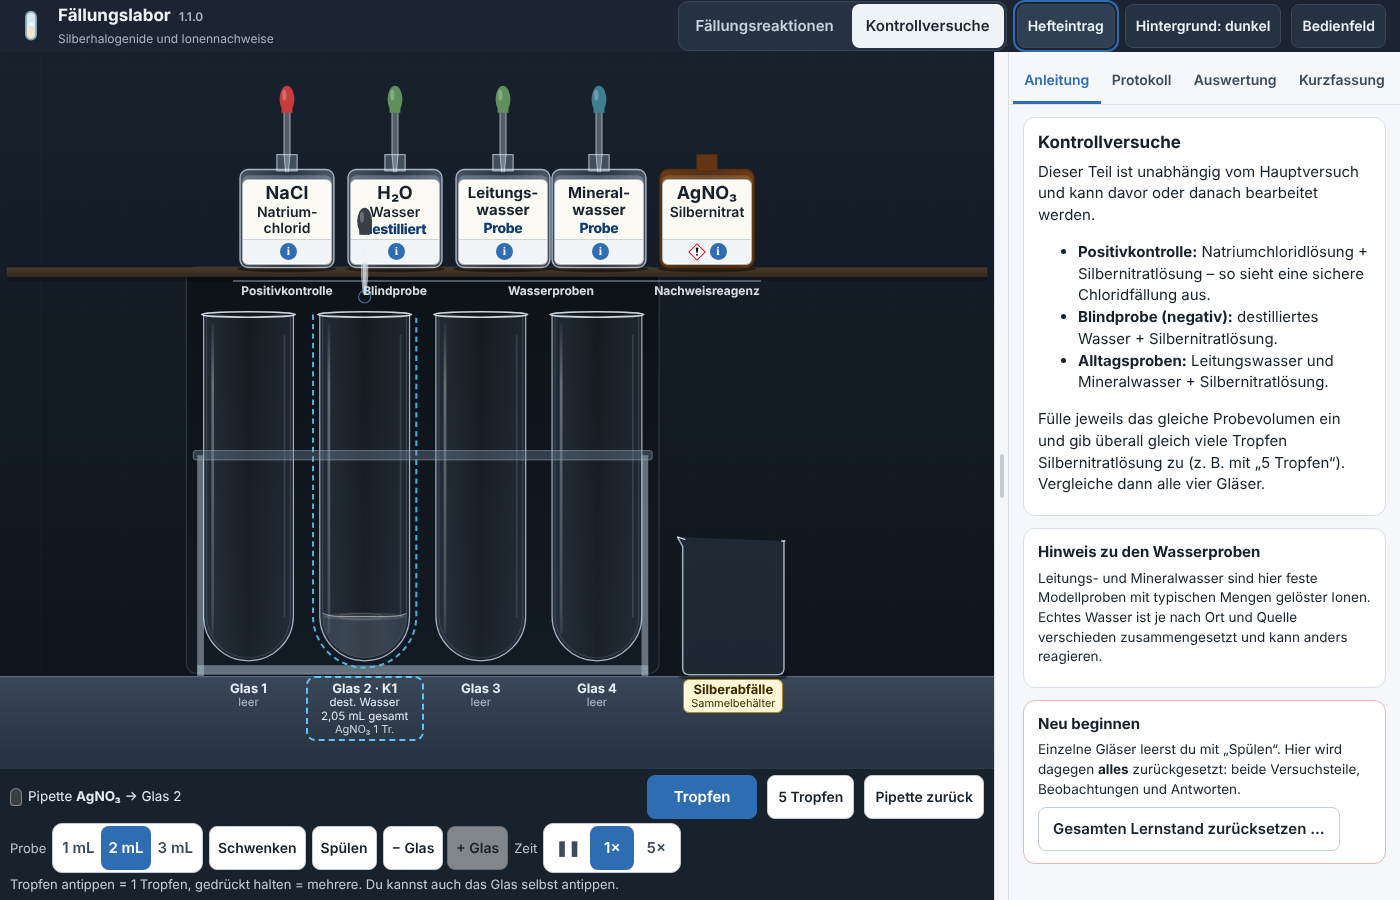 Fällungslabor 1.1.0
Silberhalogenide und Ionennachweise
Fällungsreaktionen
Kontrollversuche
Hefteintrag
Hintergrund: dunkel
Bedienfeld
Anleitung
Protokoll
Auswertung
Kurzfassung
NaCl
Natrium-
chlorid
i
H₂O
Wasser
destilliert
i
Leitungs-
wasser
Probe
i
Mineral-
wasser
Probe
i
AgNO₃
Silbernitrat
! i
Positivkontrolle
Blindprobe
Wasserproben
Nachweisreagenz
Glas 1
leer
Glas 2 · K1
dest. Wasser
2,05 mL gesamt
AgNO₃ 1 Tr.
Glas 3
leer
Glas 4
leer
Silberabfälle
Sammelbehälter
Pipette AgNO₃ → Glas 2
Tropfen
5 Tropfen
Pipette zurück
Probe
1 mL
2 mL
3 mL
Schwenken
Spülen
− Glas
+ Glas
Zeit
1×
5×
Tropfen antippen = 1 Tropfen, gedrückt halten = mehrere. Du kannst auch das Glas selbst antippen.
Kontrollversuche
Dieser Teil ist unabhängig vom Hauptversuch
und kann davor oder danach bearbeitet
werden.
• Positivkontrolle: Natriumchloridlösung +
Silbernitratlösung – so sieht eine sichere
Chloridfällung aus.
• Blindprobe (negativ): destilliertes
Wasser + Silbernitratlösung.
• Alltagsproben: Leitungswasser und
Mineralwasser + Silbernitratlösung.
Fülle jeweils das gleiche Probevolumen ein
und gib überall gleich viele Tropfen
Silbernitratlösung zu (z. B. mit „5 Tropfen“).
Vergleiche dann alle vier Gläser.
Hinweis zu den Wasserproben
Leitungs- und Mineralwasser sind hier feste
Modellproben mit typischen Mengen gelöster Ionen.
Echtes Wasser ist je nach Ort und Quelle
verschieden zusammengesetzt und kann anders
reagieren.
Neu beginnen
Einzelne Gläser leerst du mit „Spülen“. Hier wird
dagegen alles zurückgesetzt: beide Versuchsteile,
Beobachtungen und Antworten.
Gesamten Lernstand zurücksetzen ...